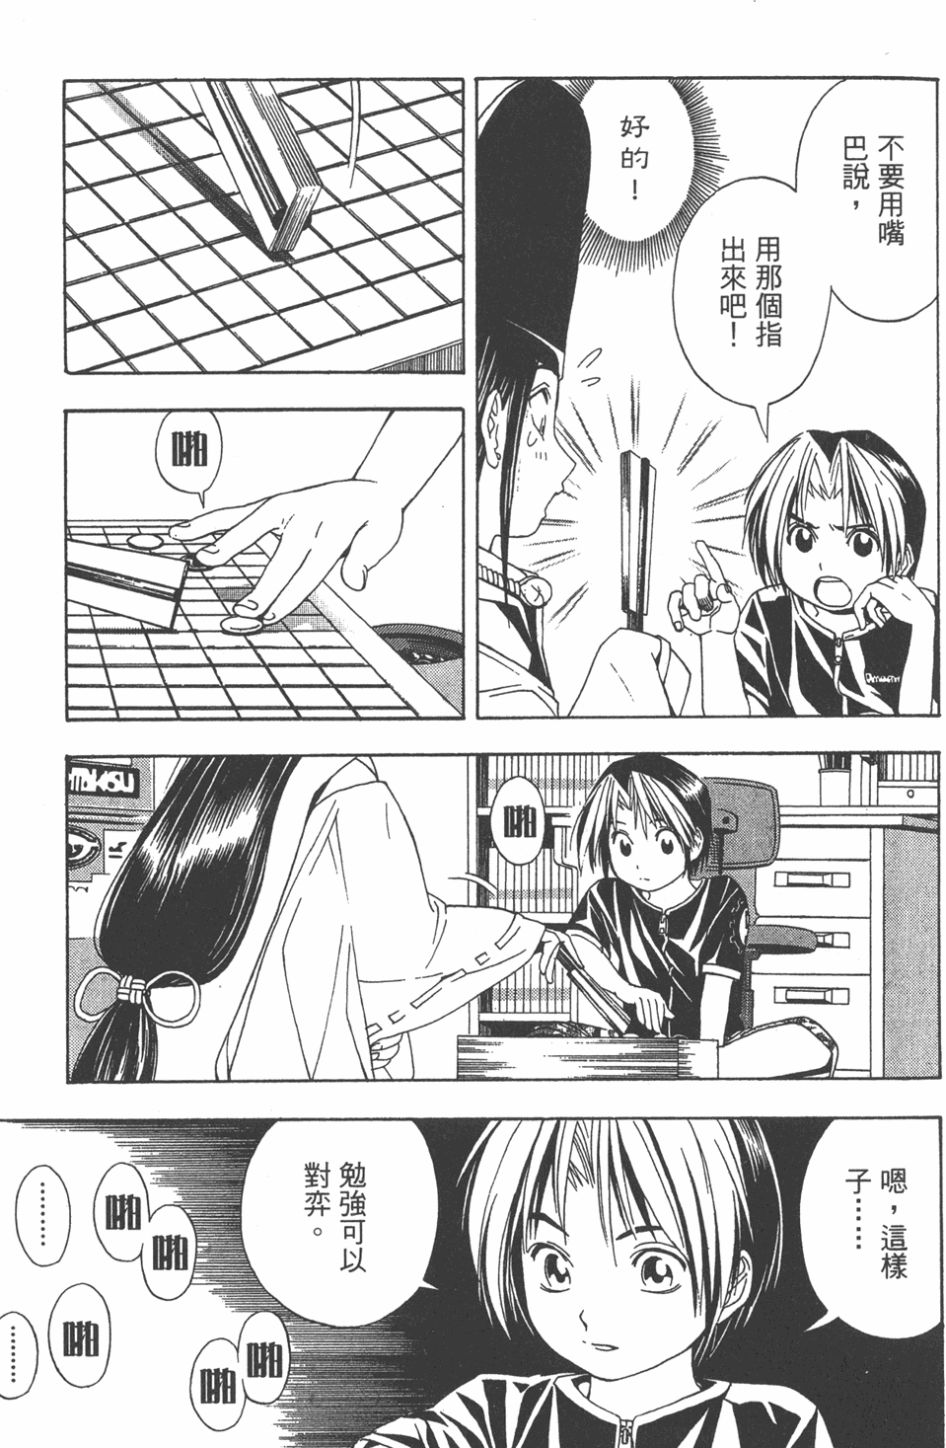 不要用嘴
巴說，
用那個指
出來吧！
好的！
啪
啪
嗯，這樣
子……
勉強可以
對弈。
啪
啪
………
啪
啪
啪
………